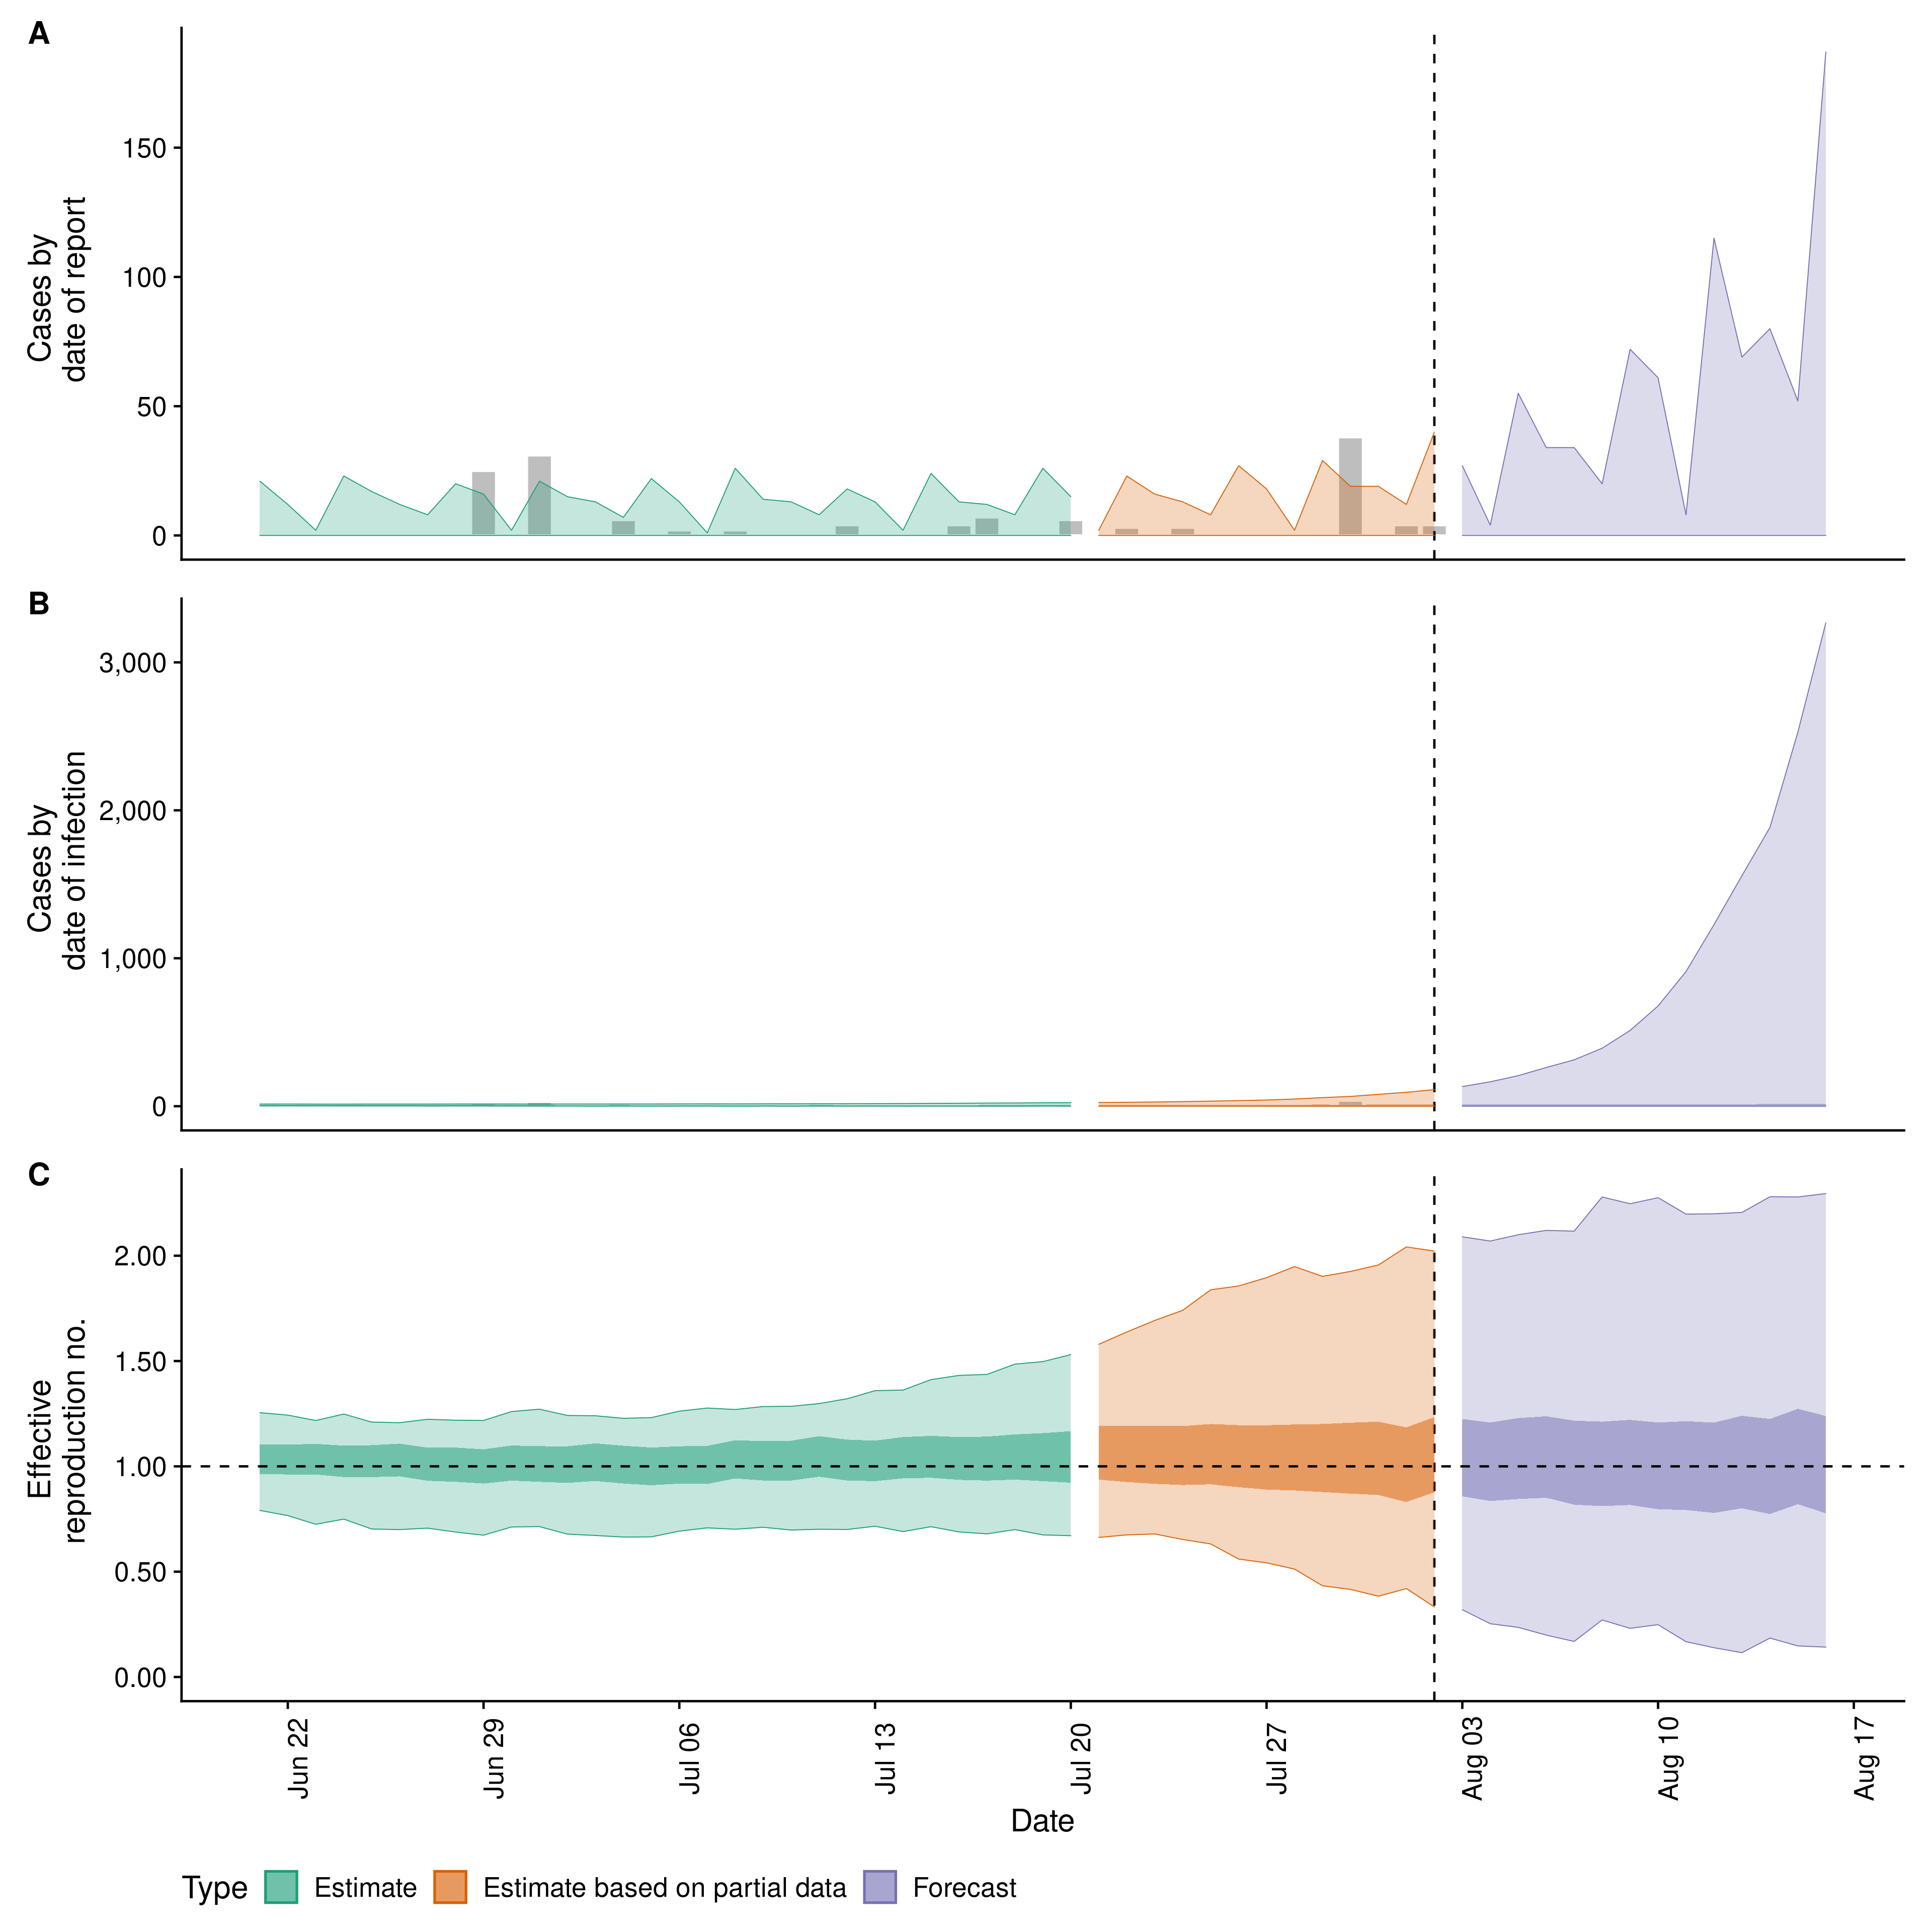 A
Cases by
date of report
150
100
50
0
B
Cases by
date of infection
3,000
2,000
1,000
0
C
Effective
reproduction no.
2.00
1.50
1.00
0.50
0.00
Jun 22
Jun 29
Jul 06
Jul 13
Jul 20
Jul 27
Aug 03
Aug 10
Aug 17
Date
Type Estimate Estimate based on partial data Forecast